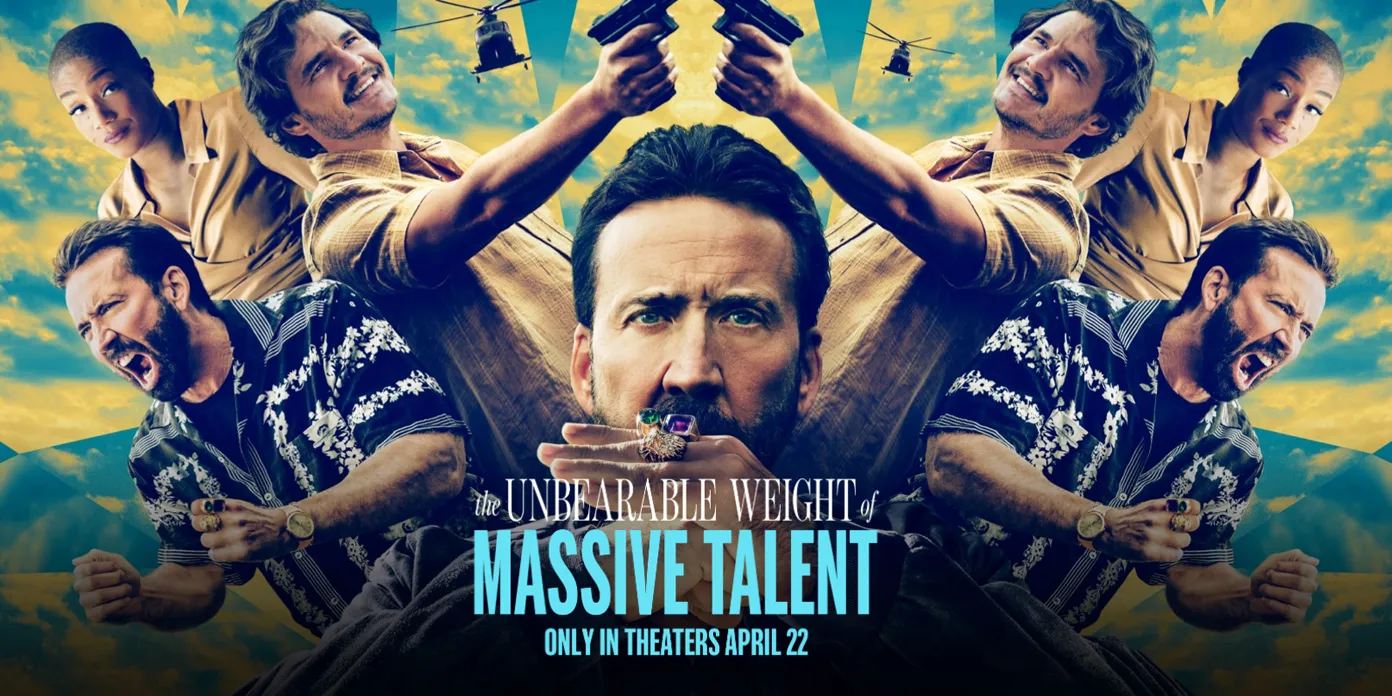 the UNBEARABLE WEIGHT of
MASSIVE TALENT
ONLY IN THEATERS APRIL 22